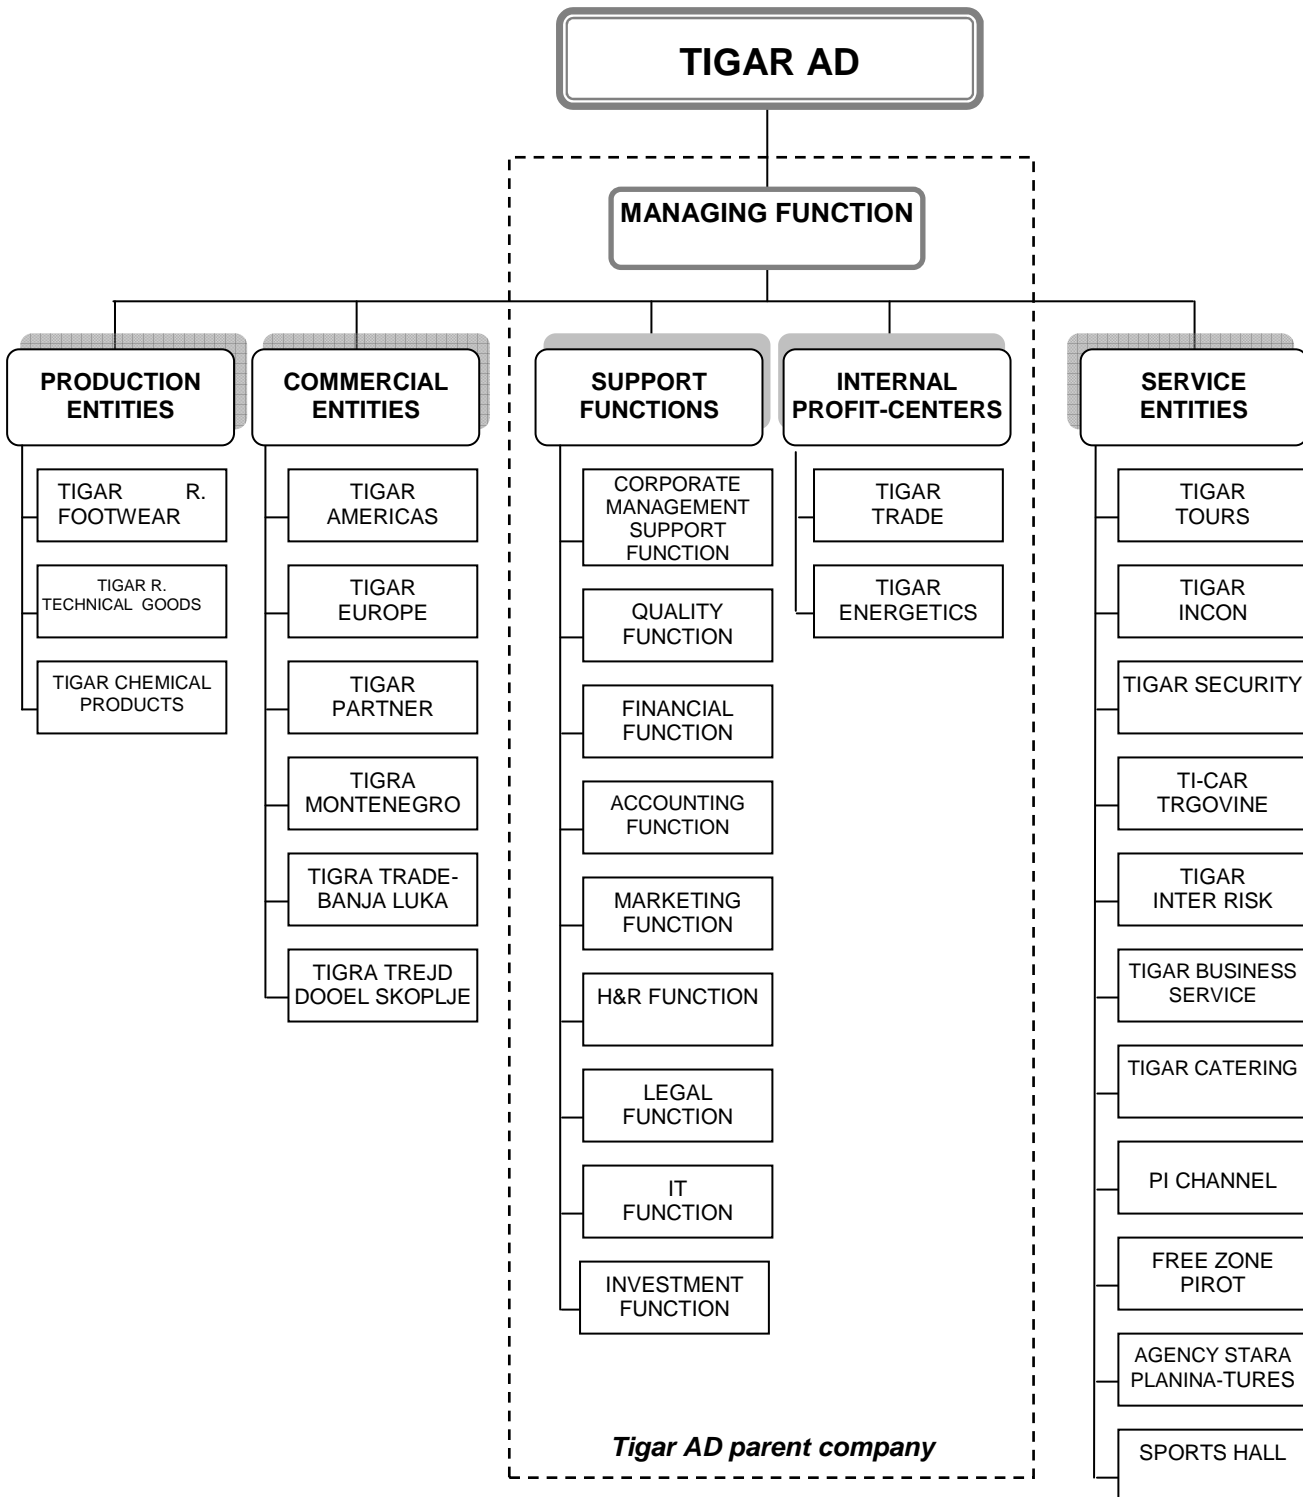 TIGAR AD
MANAGING FUNCTION
PRODUCTION
ENTITIES
TIGAR R.
FOOTWEAR
TIGAR R.
TECHNICAL GOODS
TIGAR CHEMICAL
PRODUCTS
COMMERCIAL
ENTITIES
TIGAR
AMERICAS
TIGAR
EUROPE
TIGAR
PARTNER
TIGRA
MONTENEGRO
TIGRA TRADE-
BANJA LUKA
TIGRA TREJD
DOOEL SKOPLJE
SUPPORT
FUNCTIONS
CORPORATE
MANAGEMENT
SUPPORT
FUNCTION
QUALITY
FUNCTION
FINANCIAL
FUNCTION
ACCOUNTING
FUNCTION
MARKETING
FUNCTION
H&R FUNCTION
LEGAL
FUNCTION
IT
FUNCTION
INVESTMENT
FUNCTION
INTERNAL
PROFIT-CENTERS
TIGAR
TRADE
TIGAR
ENERGETICS
SERVICE
ENTITIES
TIGAR
TOURS
TIGAR
INCON
TIGAR SECURITY
TI-CAR
TRGOVINE
TIGAR
INTER RISK
TIGAR BUSINESS
SERVICE
TIGAR CATERING
PI CHANNEL
FREE ZONE
PIROT
AGENCY STARA
PLANINA-TURES
SPORTS HALL
Tigar AD parent company